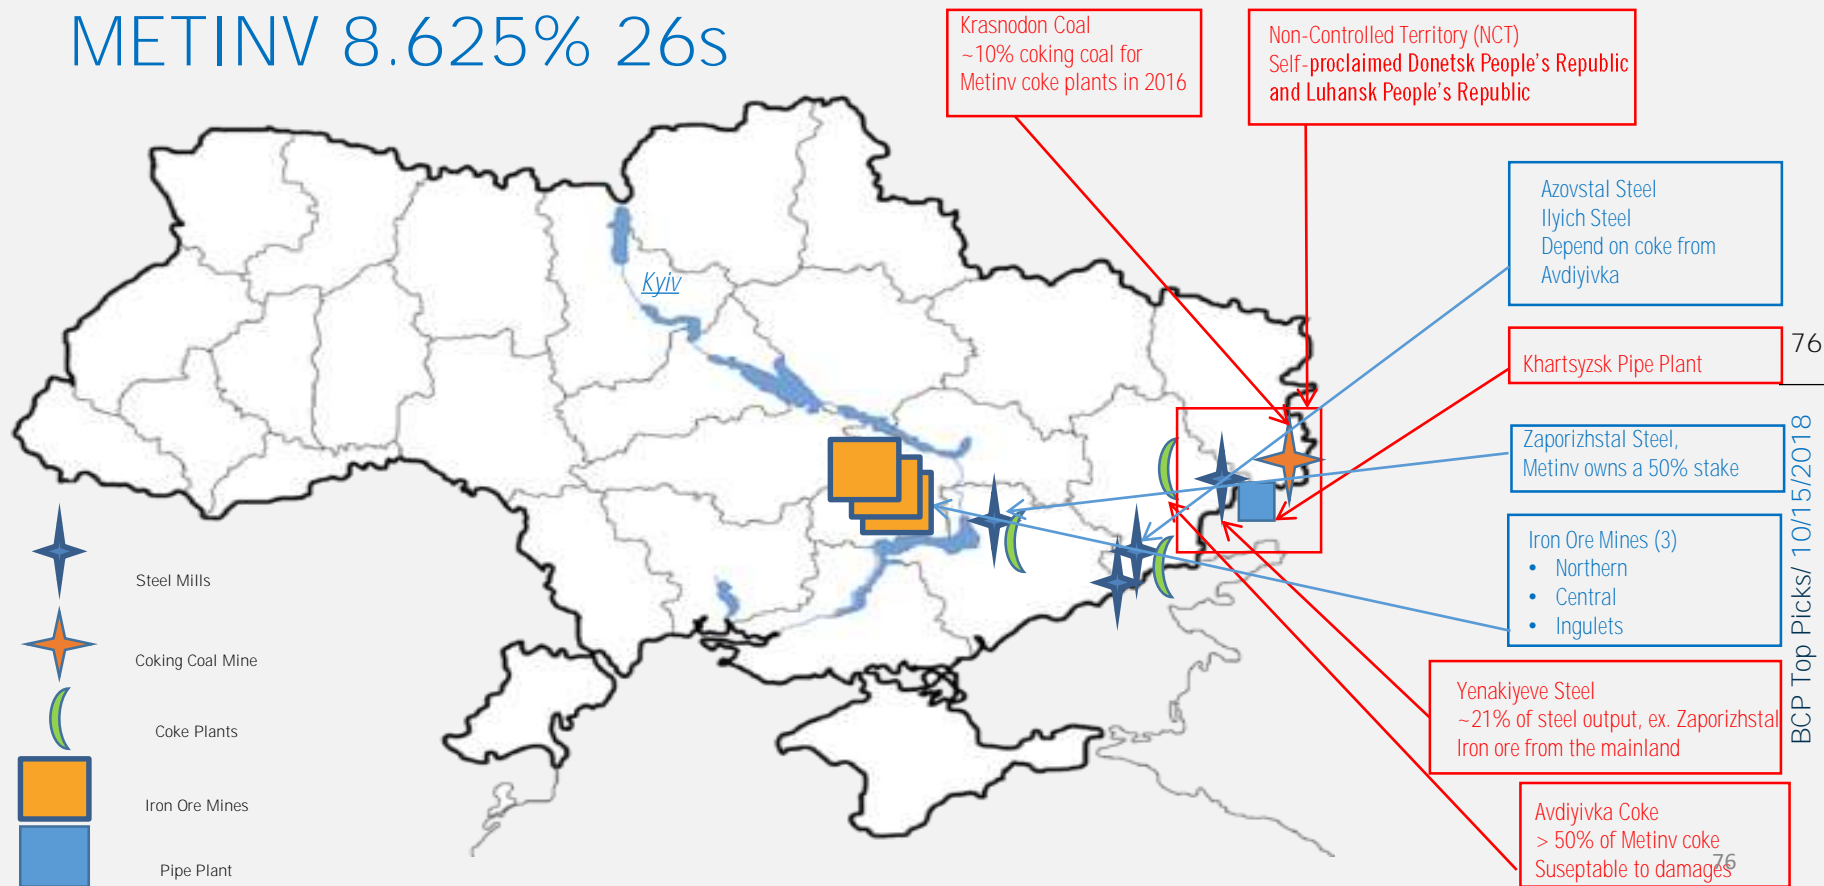 METINV 8.625% 26s
Krasnodon Coal
~10% coking coal for
Metinv coke plants in 2016
Non-Controlled Territory (NCT)
Self-proclaimed Donetsk People's Republic
and Luhansk People's Republic
Azovstal Steel
Ilyich Steel
Depend on coke from
Avdiyivka
Kyiv
Khartsyzsk Pipe Plant
76
Zaporizhstal Steel,
Metinv owns a 50% stake
Iron Ore Mines (3)
• Northern
• Central
• Ingulets
Yenakiyeve Steel
~21% of steel output, ex. Zaporizhstal
Iron ore from the mainland
Avdiyivka Coke
> 50% of Metinv coke
Suseptable to damages
76
BCP Top Picks/ 10/15/2018
Steel Mills
Coking Coal Mine
Coke Plants
Iron Ore Mines
Pipe Plant